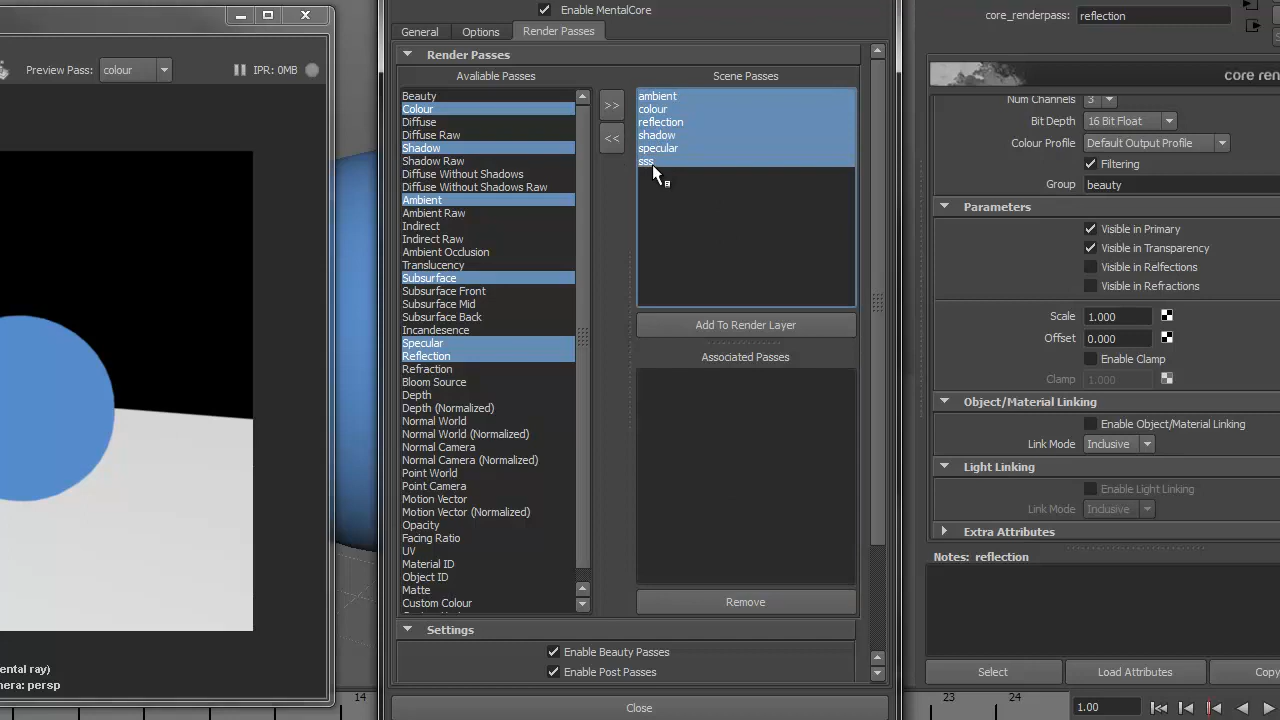 Enable MentalCore
core_renderpass:
reflection
General
Options
Render Passes
Preview Pass:
colour
IPR: 0MB
Render Passes
Available Passes
Scene Passes
Beauty
Colour
Diffuse
Diffuse Raw
Shadow
Shadow Raw
Diffuse Without Shadows
Diffuse Without Shadows Raw
Ambient
Ambient Raw
Indirect
Indirect Raw
Ambient Occlusion
Translucency
Subsurface
Subsurface Front
Subsurface Mid
Subsurface Back
Incandesence
Specular
Reflection
Refraction
Bloom Source
Depth
Depth (Normalized)
Normal World
Normal World (Normalized)
Normal Camera
Normal Camera (Normalized)
Point World
Point Camera
Motion Vector
Motion Vector (Normalized)
Opacity
Facing Ratio
UV
Material ID
Object ID
Matte
Custom Colour
>>
<<
ambient
colour
reflection
shadow
specular
sss
Add To Render Layer
Associated Passes
Remove
Settings
Enable Beauty Passes
Enable Post Passes
Close
core ren
Num Channels 3
Bit Depth 16 Bit Float
Colour Profile Default Output Profile
Filtering
Group beauty
Parameters
Visible in Primary
Visible in Transparency
Visible in Relfections
Visible in Refractions
Scale 1.000
Offset 0.000
Enable Clamp
Clamp 1.000
Object/Material Linking
Enable Object/Material Linking
Link Mode Inclusive
Light Linking
Enable Light Linking
Link Mode Inclusive
Extra Attributes
Notes: reflection
Select
Load Attributes
Copy
ental ray)
nera: persp
14
23
24
1.00